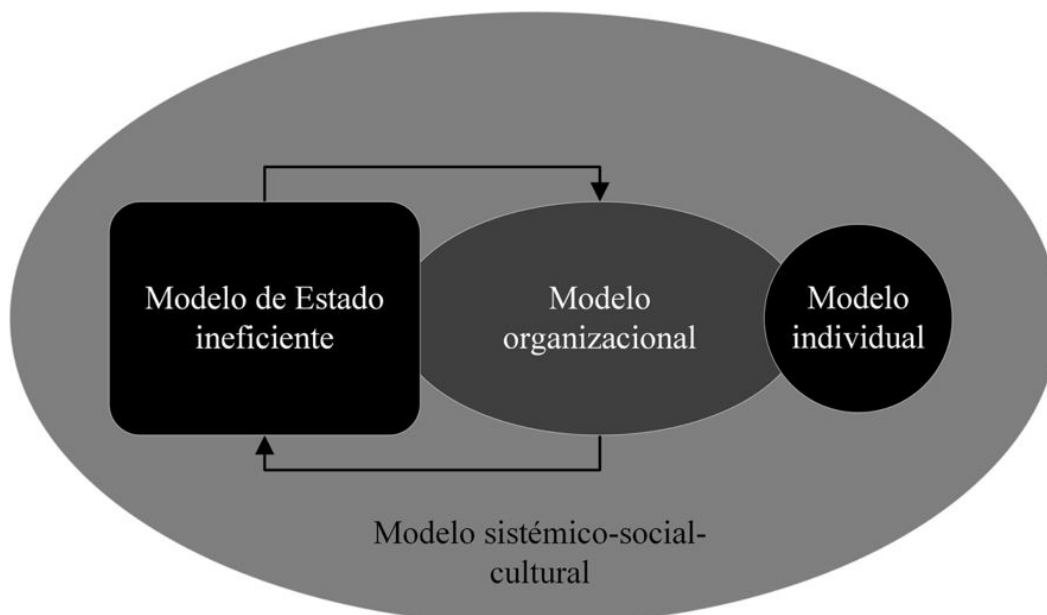 Modelo de Estado
ineficiente
Modelo
organizacional
Modelo
individual
Modelo sistémico-social-
cultural